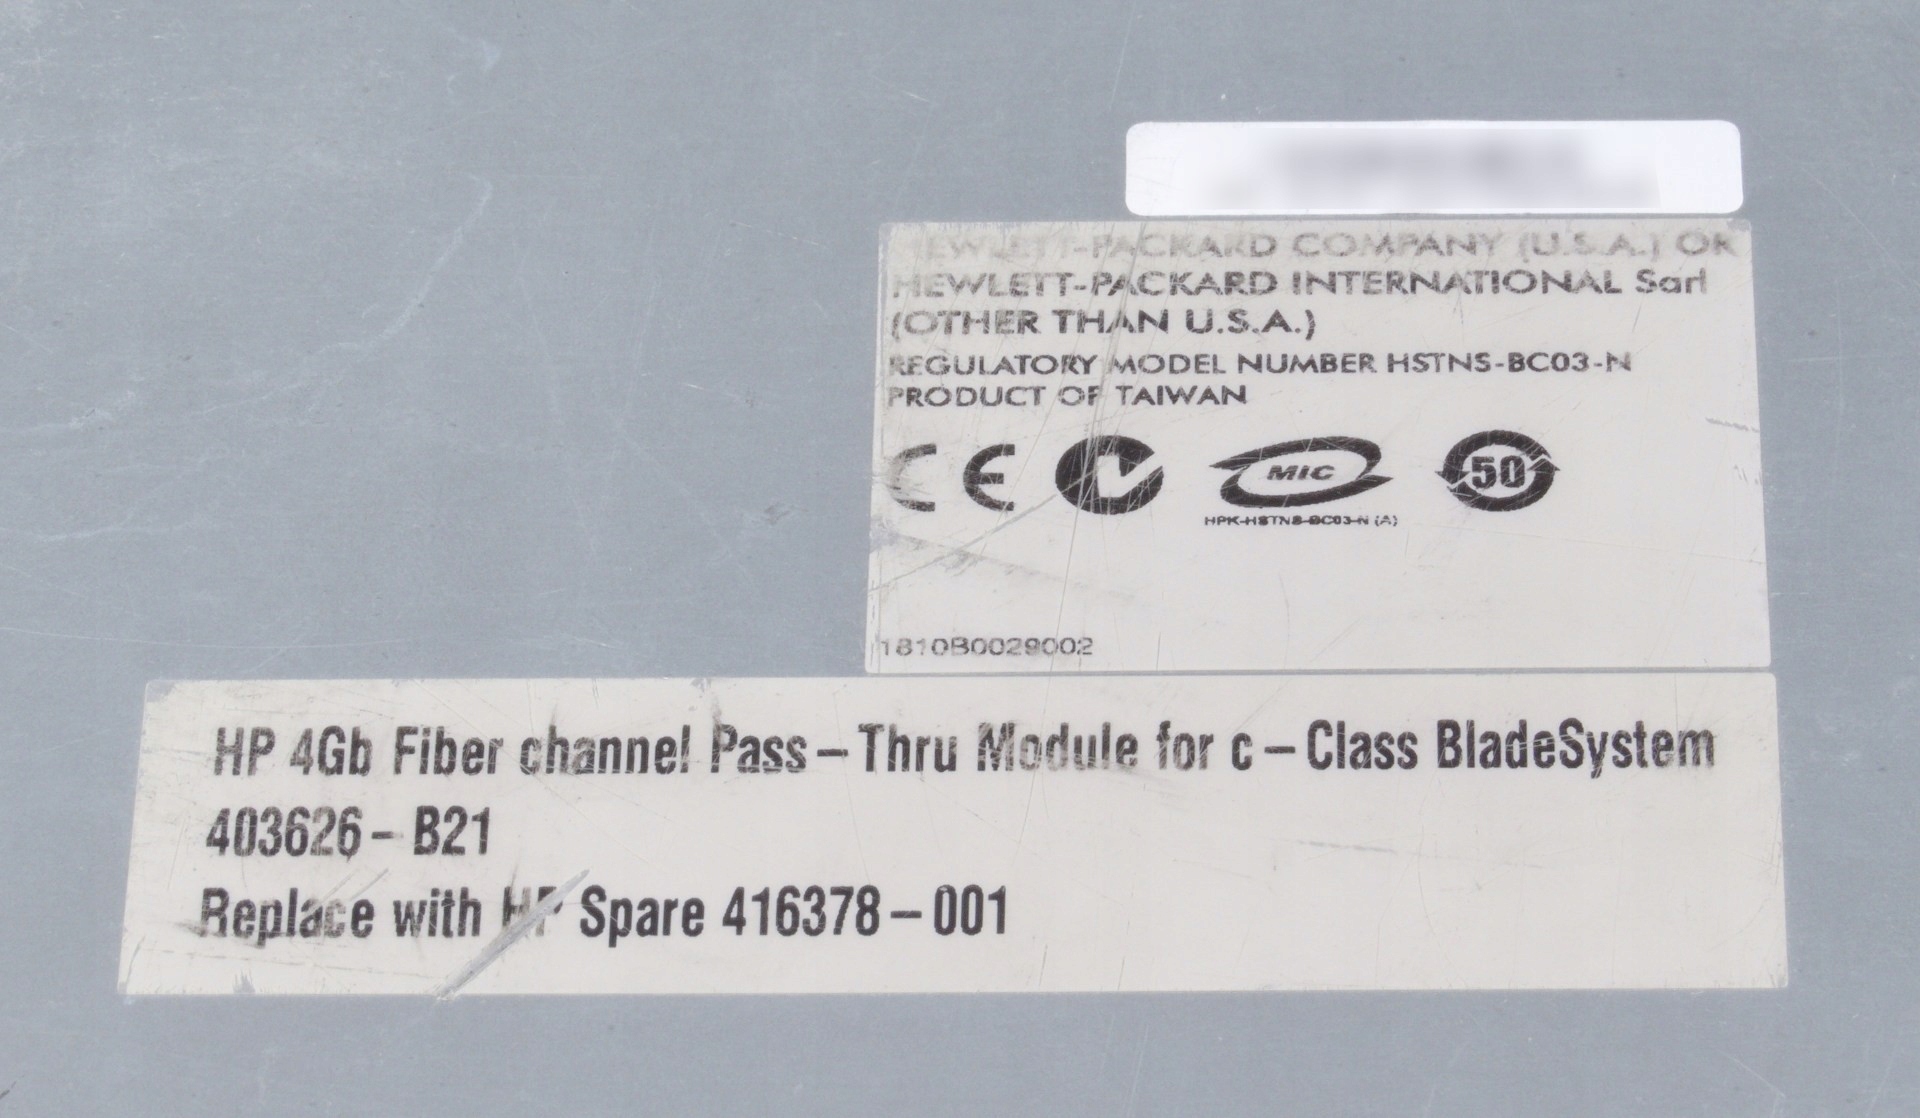 HEWLETT-PACKARD COMPANY (U.S.A.) OR
HEWLETT-PACKARD INTERNATIONAL Sarl
(OTHER THAN U.S.A.)
REGULATORY MODEL NUMBER HSTNS-BC03-N
PRODUCT OF TAIWAN
CE
MIC
50
HPK-HSTNS-BC03-N (A)
1810B0029002
HP 4Gb Fiber channel Pass-Thru Module for c-Class BladeSystem
403626-B21
Replace with HP Spare 416378-001